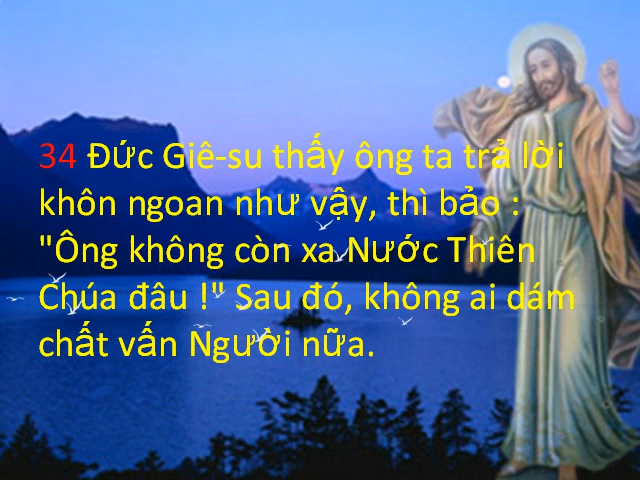 34 Đức Giê-su thấy ông ta trả lời
khôn ngoan như vậy, thì bảo :
"Ông không còn xa Nước Thiên
Chúa đâu !" Sau đó, không ai dám
chất vấn Người nữa.